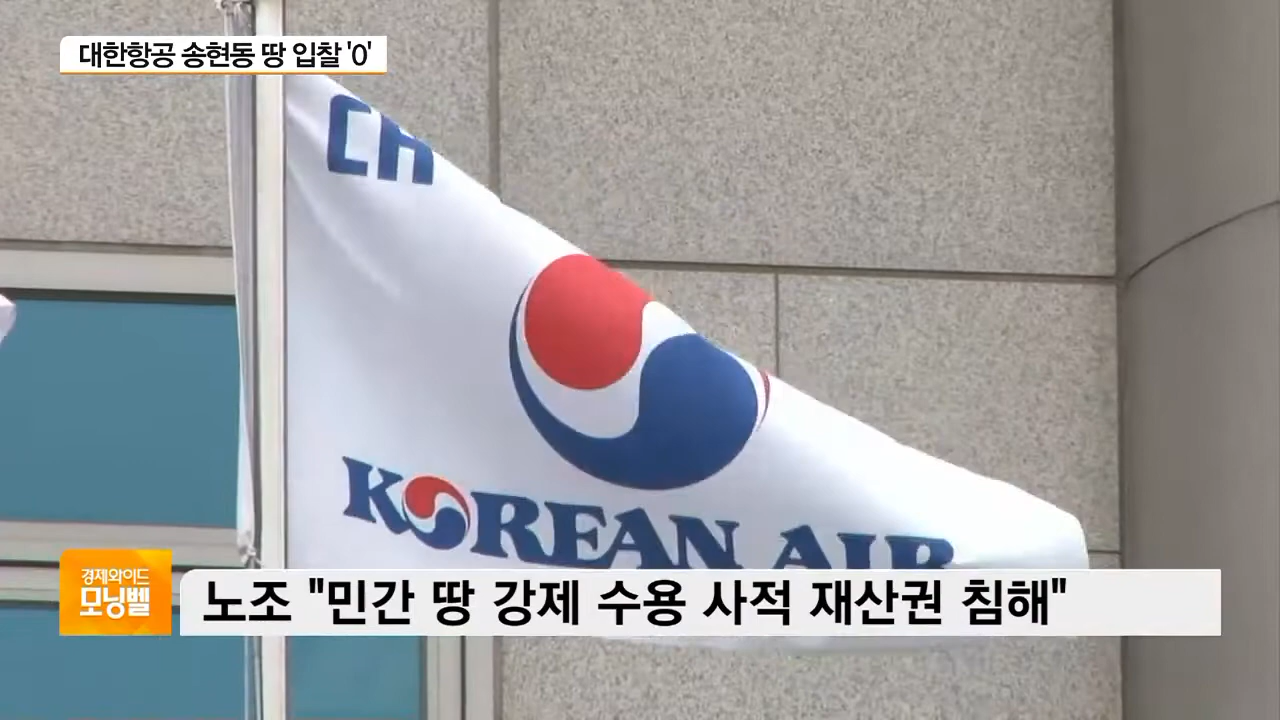 대한항공 송현동 땅 입찰 '0'
대
KOREAN AIR
경제와이드
모닝벨
노조 "민간 땅 강제 수용 사적 재산권 침해"